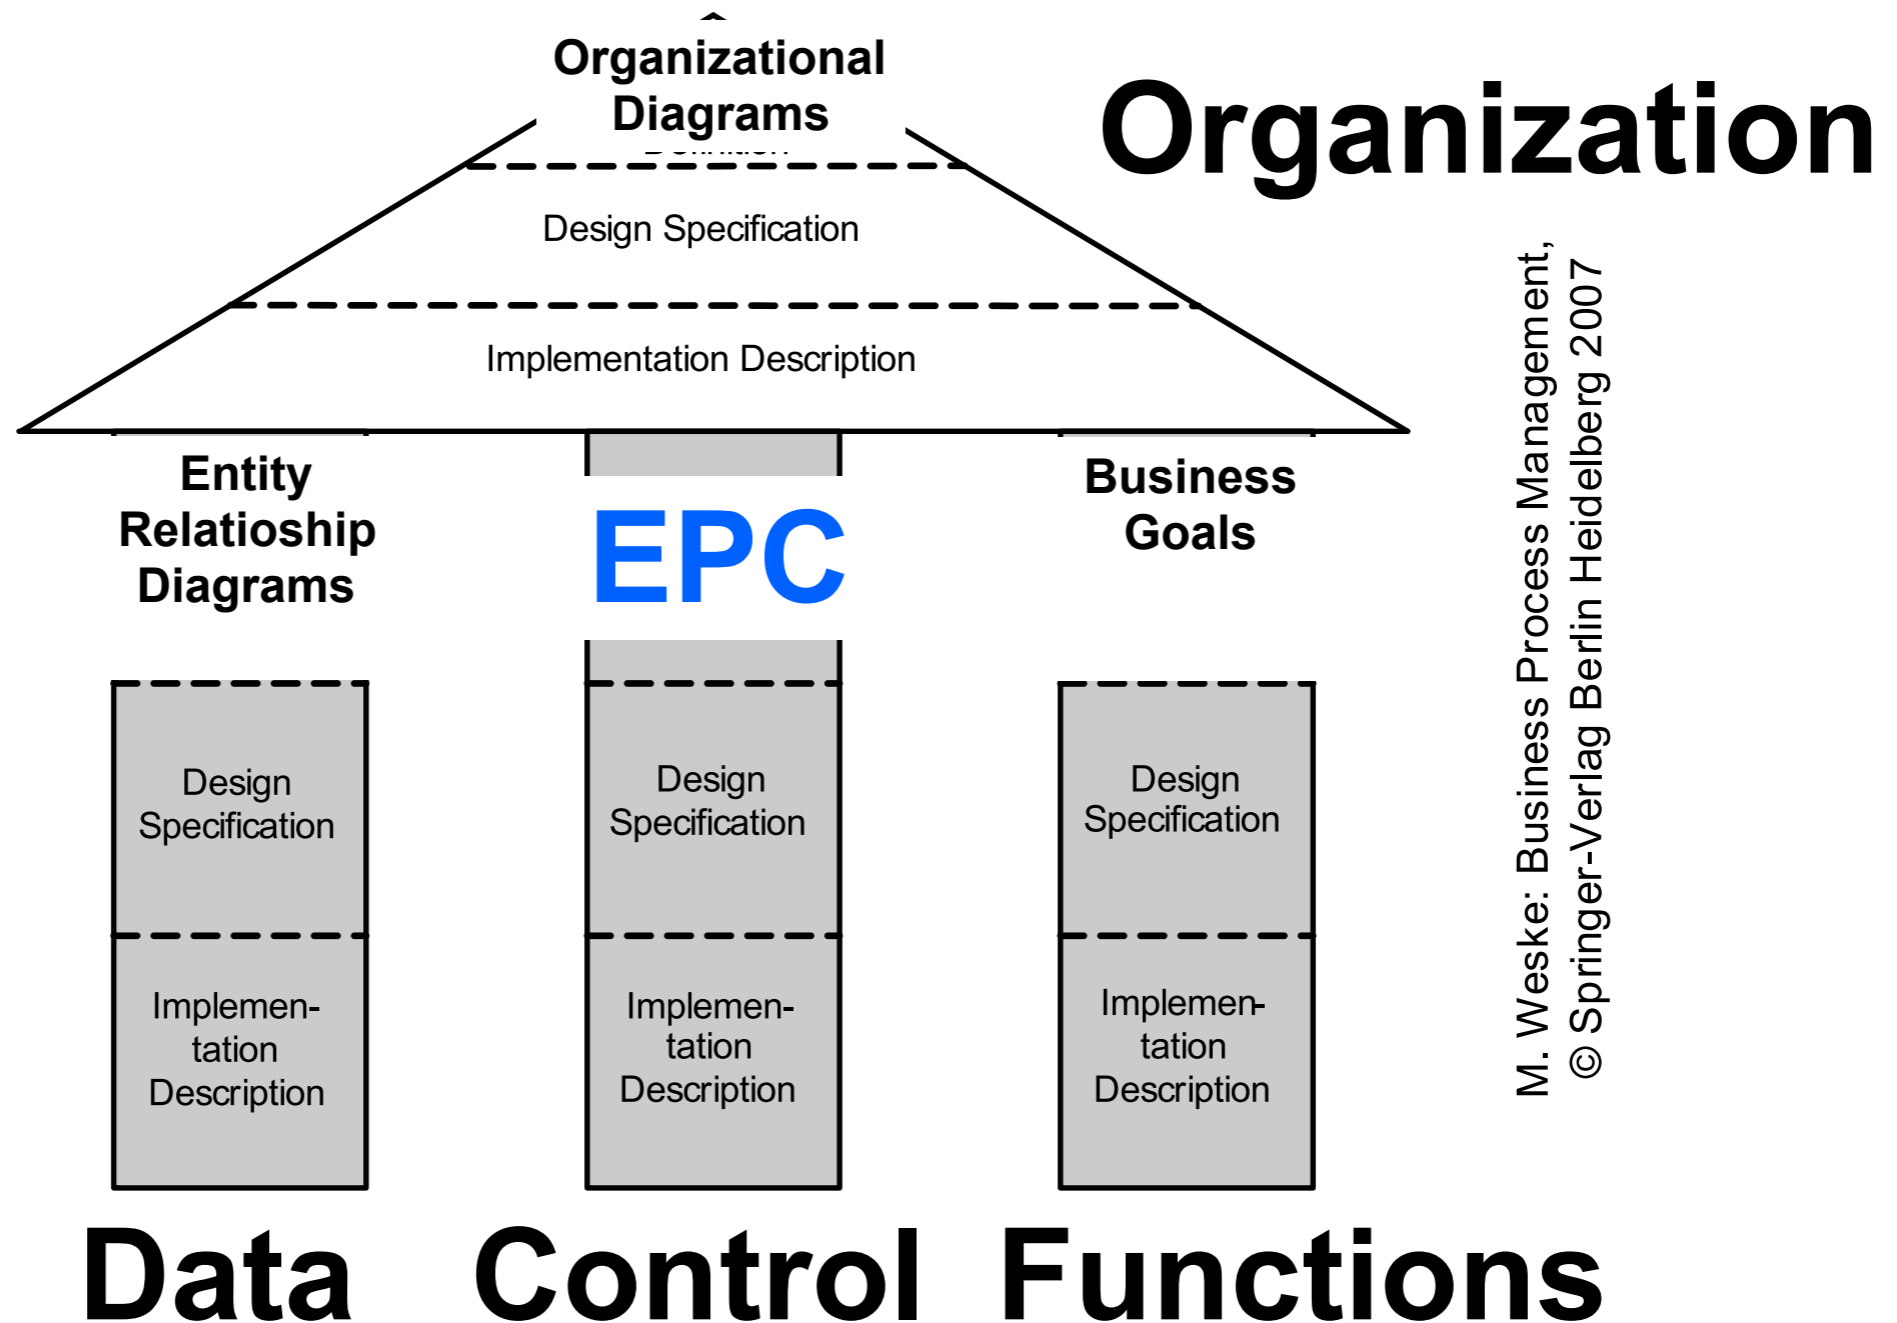 Organizational
Diagrams
Organization
Design Specification
Implementation Description
Entity
Relatioship
Diagrams
EPC
Business
Goals
Design
Specification
Design
Specification
Design
Specification
Implemen-
tation
Description
Implemen-
tation
Description
Implemen-
tation
Description
M. Weske: Business Process Management,
© Springer-Verlag Berlin Heidelberg 2007
Data
Control
Functions